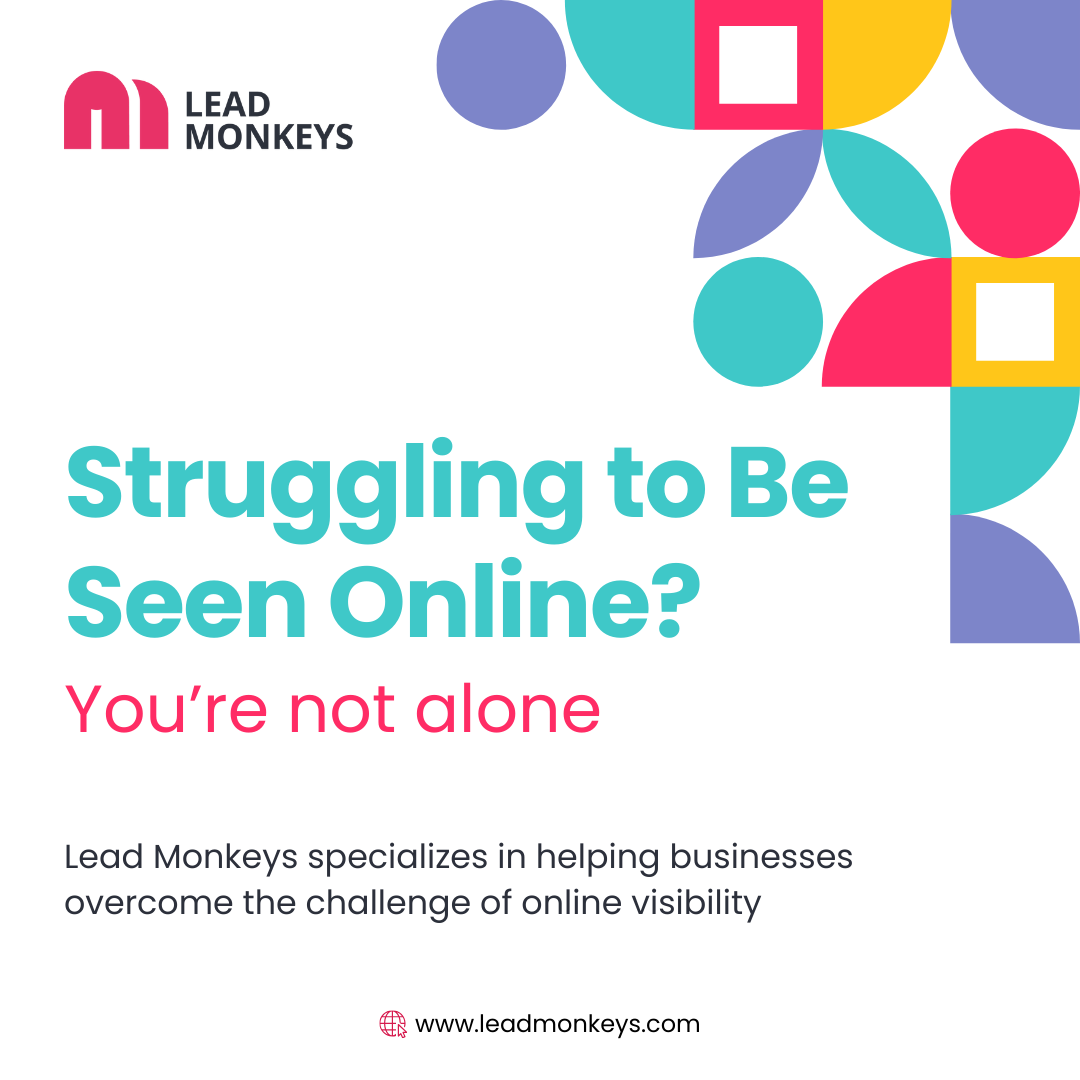 LEAD
MONKEYS
Struggling to Be
Seen Online?
You’re not alone
Lead Monkeys specializes in helping businesses
overcome the challenge of online visibility
www.leadmonkeys.com